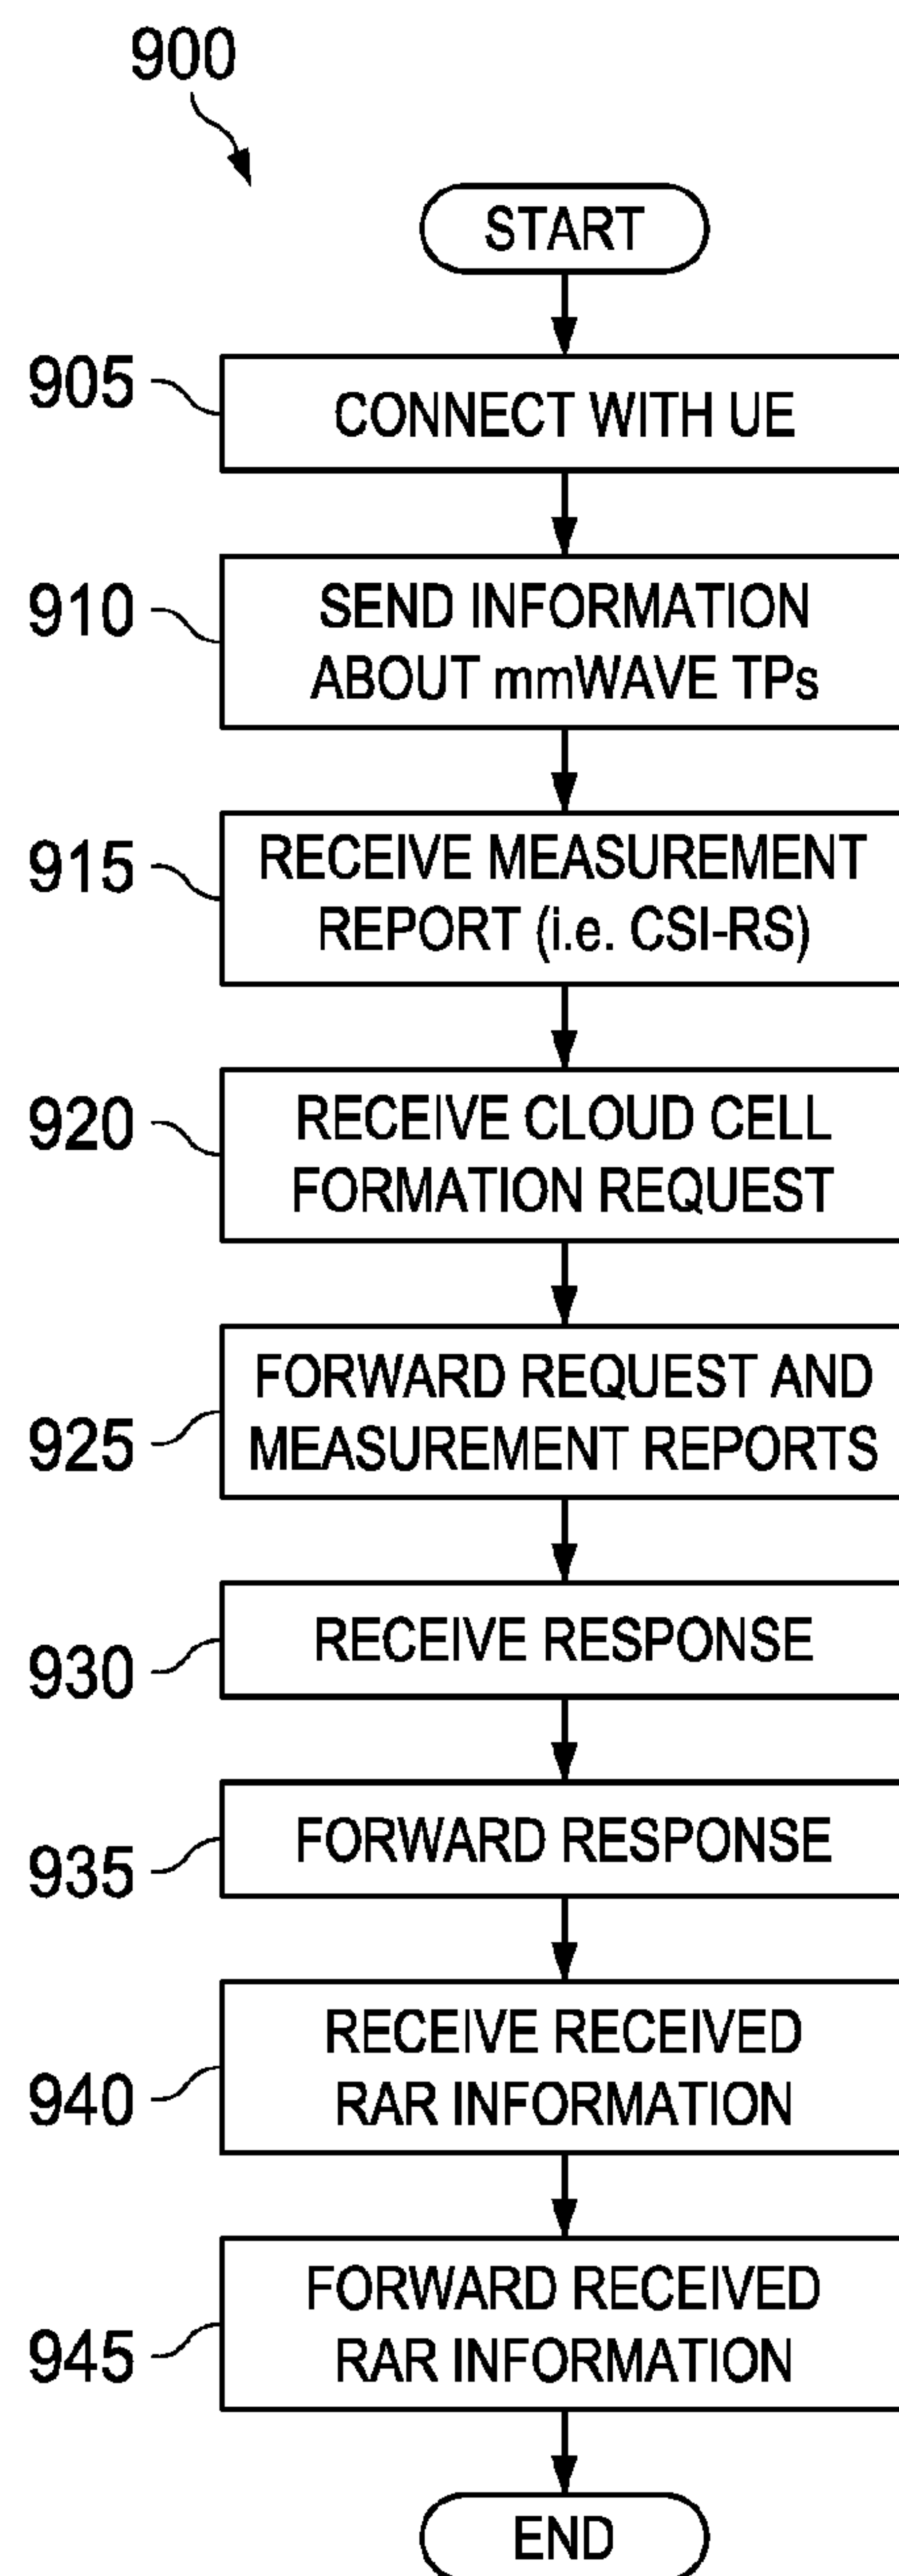 900
START
905
CONNECT WITH UE
910
SEND INFORMATION
ABOUT mmWAVE TPs
915
RECEIVE MEASUREMENT
REPORT (i.e. CSI-RS)
920
RECEIVE CLOUD CELL
FORMATION REQUEST
925
FORWARD REQUEST AND
MEASUREMENT REPORTS
930
RECEIVE RESPONSE
935
FORWARD RESPONSE
940
RECEIVE RECEIVED
RAR INFORMATION
945
FORWARD RECEIVED
RAR INFORMATION
END